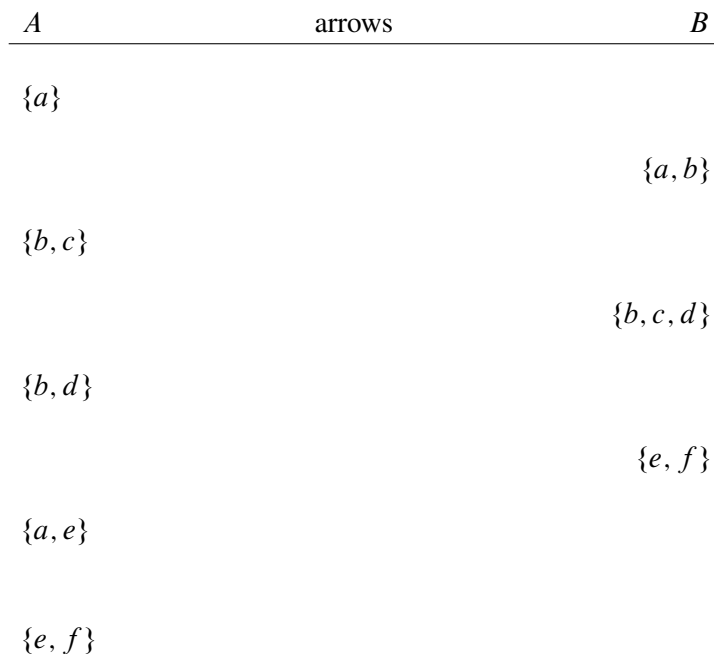 A arrows B
{a}
{a, b}
{b, c}
{b, c, d}
{b, d}
{e, f}
{a, e}
{e, f}